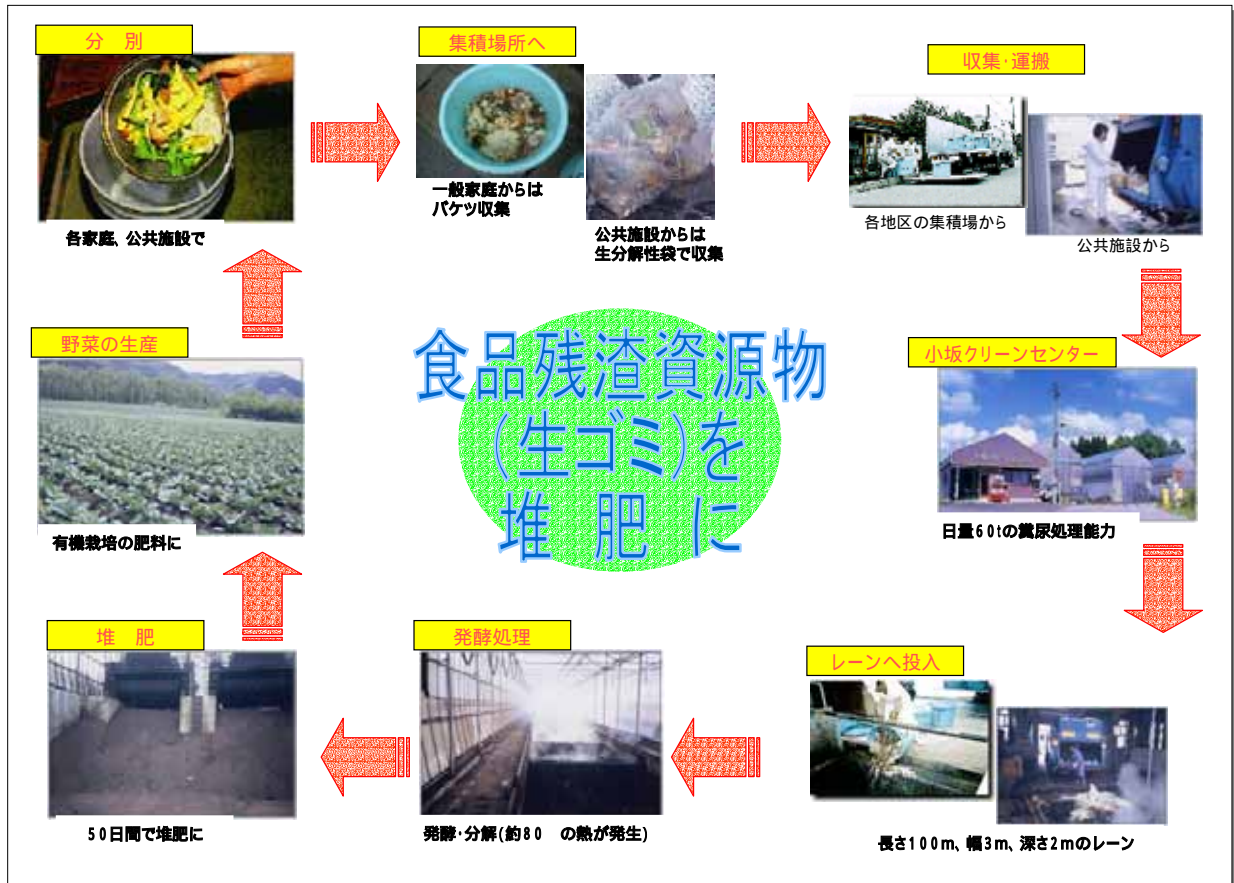 分　別
各家庭、公共施設で
集積場所へ
一般家庭からは
バケツ収集
公共施設からは
生分解性袋で収集
収集・運搬
各地区の集積場から
公共施設から
小坂クリーンセンター
日量60tの糞尿処理能力
レーンへ投入
長さ100m、幅3m、深さ2mのレーン
発酵処理
発酵・分解(約80　の熱が発生)
堆　肥
50日間で堆肥に
野菜の生産
有機栽培の肥料に
食品残渣資源物
(生ゴミ)を
堆　肥　に